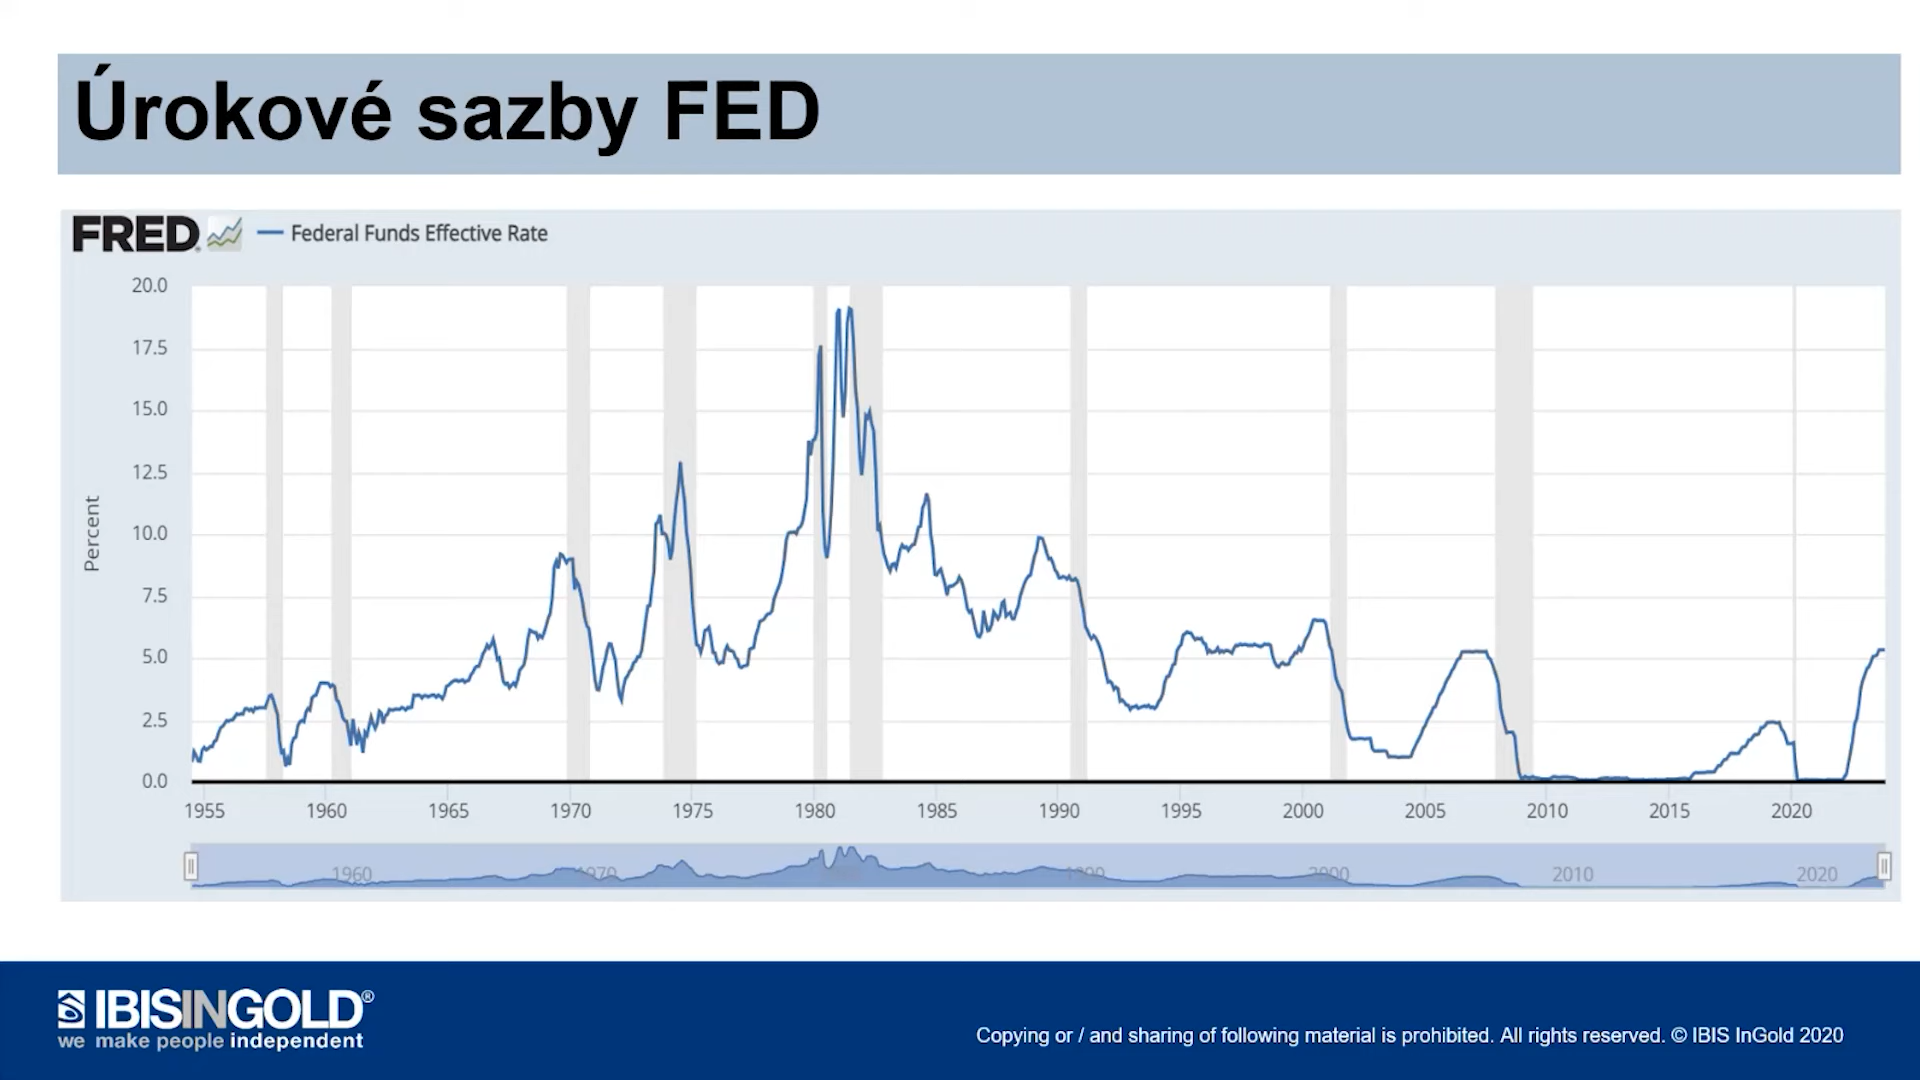 Úrokové sazby FED
FRED Federal Funds Effective Rate
20.0
17.5
15.0
12.5
10.0
7.5
5.0
2.5
0.0
Percent
1955 1960 1965 1970 1975 1980 1985 1990 1995 2000 2005 2010 2015 2020
1960 1970 1990 2000 2010 2020
IBISINGOLD®
we make people independent
Copying or / and sharing of following material is prohibited. All rights reserved. © IBIS InGold 2020